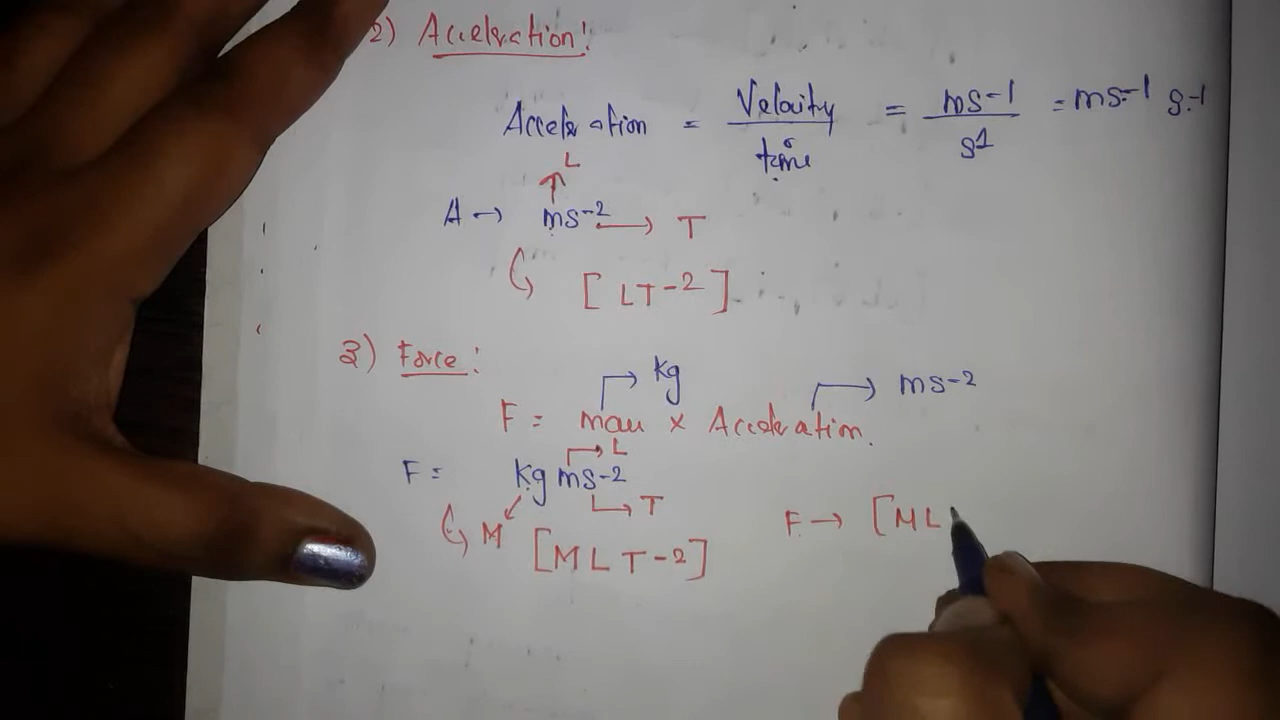 2) Acceleration:
Acceleration = Velocity / time = ms-1 / s1 = ms-1 s-1
L
A → ms-2 → T
[LT-2]
3) Force:
kg
ms-2
F = mass × Acceleration.
L
F = kg ms-2
T
M [MLT-2]
F → [ML